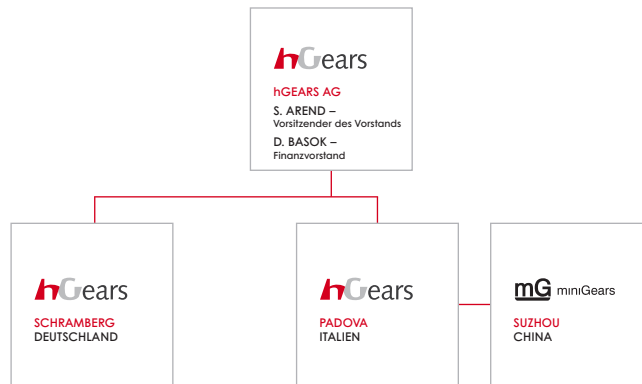 hGears
hGEARS AG
S. AREND –
Vorsitzender des Vorstands
D. BASOK –
Finanzvorstand
hGears
SCHRAMBERG
DEUTSCHLAND
hGears
PADOVA
ITALIEN
mG miniGears
SUZHOU
CHINA